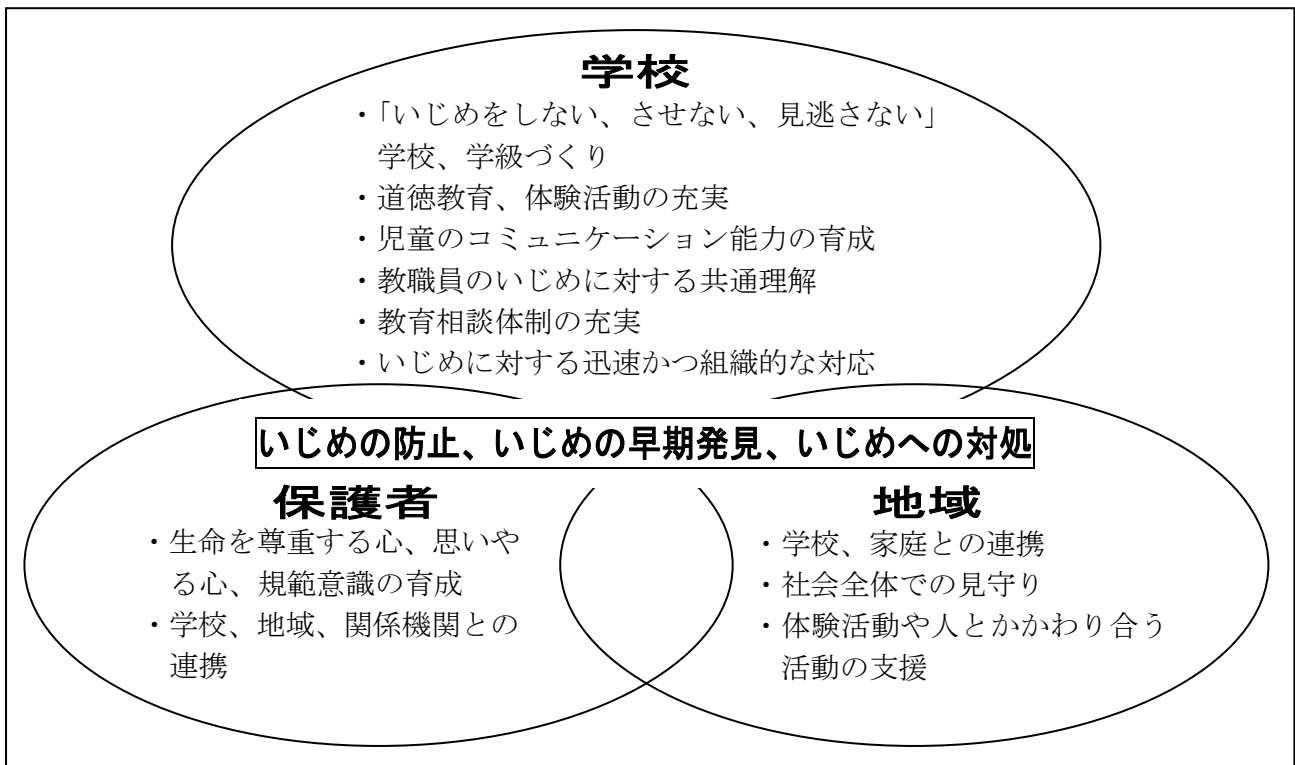 学校
・「いじめをしない、させない、見逃さない」
学校、学級づくり
・道徳教育、体験活動の充実
・児童のコミュニケーション能力の育成
・教職員のいじめに対する共通理解
・教育相談体制の充実
・いじめに対する迅速かつ組織的な対応
いじめの防止、いじめの早期発見、いじめへの対処
保護者
・生命を尊重する心、思いや
る心、規範意識の育成
・学校、地域、関係機関との
連携
地域
・学校、家庭との連携
・社会全体での見守り
・体験活動や人とかかわり合う
活動の支援